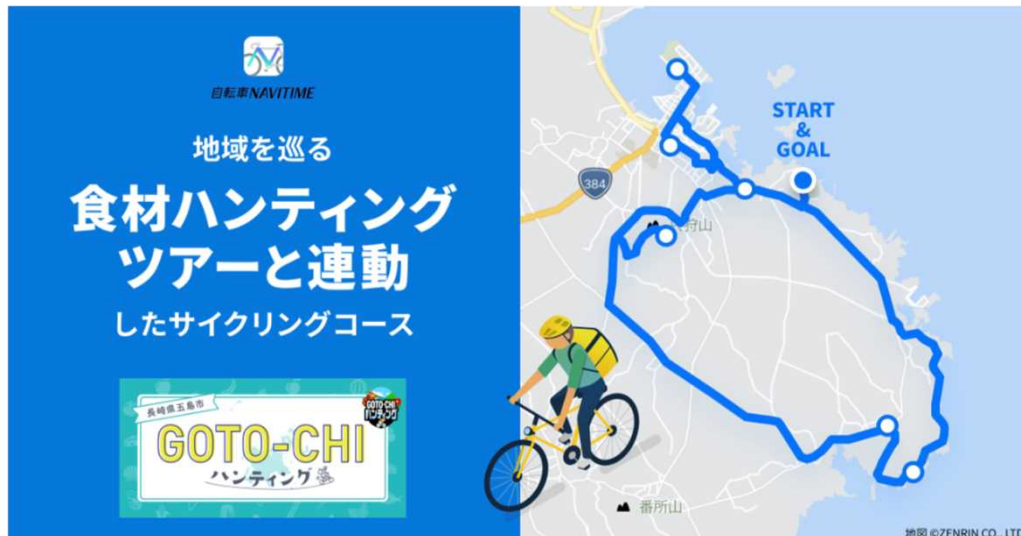 自転車NAVITIME
地域を巡る
食材ハンティング
ツアーと連動
したサイクリングコース
長崎県五島市
GOTO-CHI
ハンティング
GOTO-CHI
ハンティング
START
&
GOAL
384
狩山
番所山
地図 ©ZENRIN CO., LTD